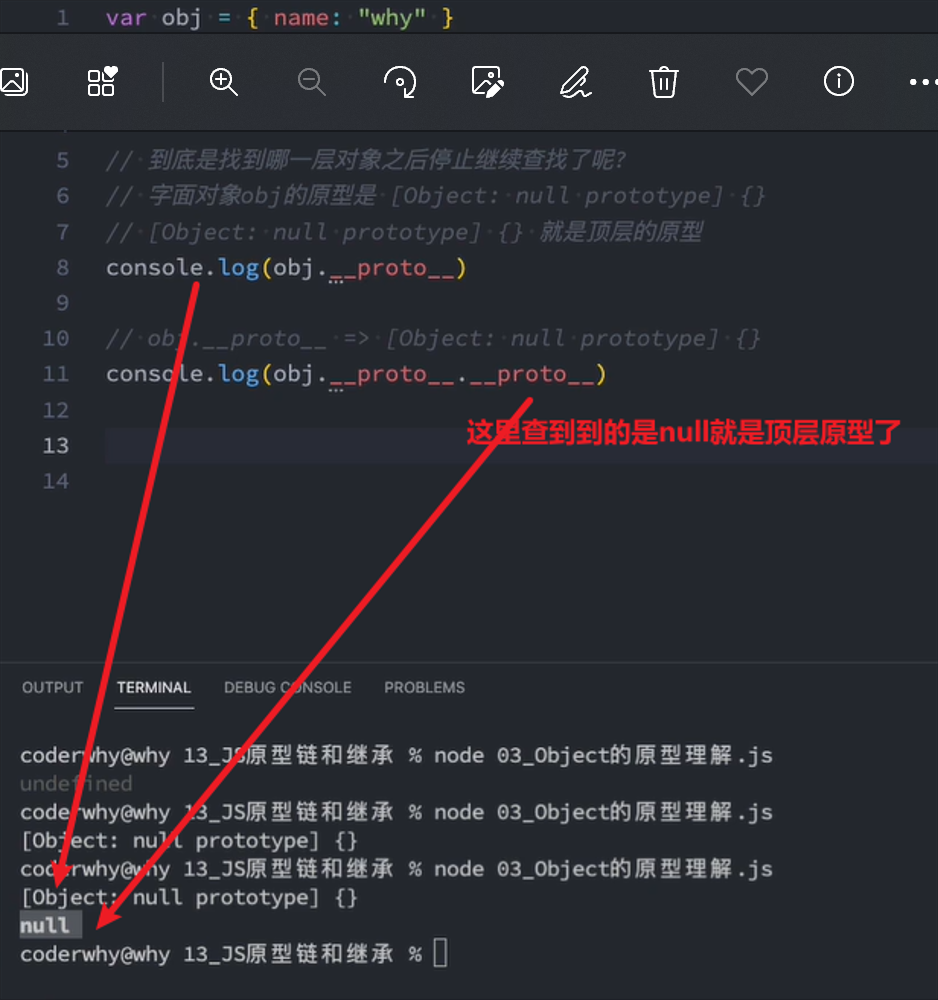 1 var obj = { name: "why" }
5 // 到底是找到哪一层对象之后停止继续查找了呢?
6 // 字面对象obj的原型是 [Object: null prototype] {}
7 // [Object: null prototype] {} 就是顶层的原型
8 console.log(obj.__proto__)
9
10 // obj.__proto__ => [Object: null prototype] {}
11 console.log(obj.__proto__.__proto__)
12
这里查到到的是null就是顶层原型了
13
14
OUTPUT TERMINAL DEBUG CONSOLE PROBLEMS
coderwhy@why 13_JS原型链和继承 % node 03_Object的原型理解.js
undefined
coderwhy@why 13_JS原型链和继承 % node 03_Object的原型理解.js
[Object: null prototype] {}
coderwhy@why 13_JS原型链和继承 % node 03_Object的原型理解.js
[Object: null prototype] {}
null
coderwhy@why 13_JS原型链和继承 %